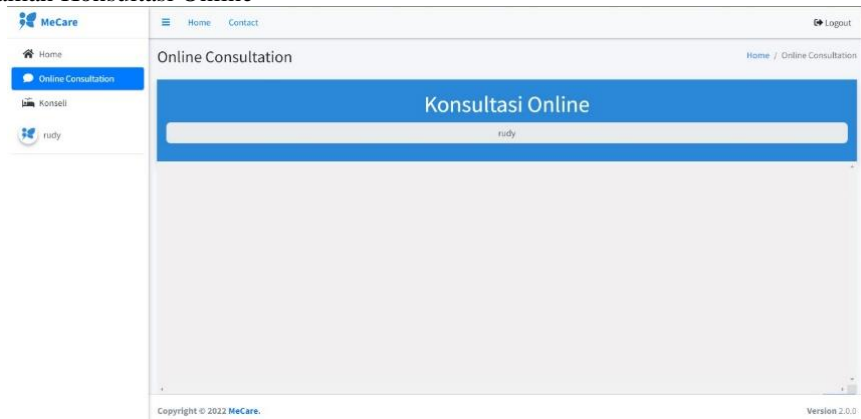 MeCare
Home Contact
Logout
Home
Online Consultation
Konseli
rudy
Online Consultation
Home / Online Consultation
Konsultasi Online
rudy
Copyright © 2022 MeCare.
Version 2.0.0